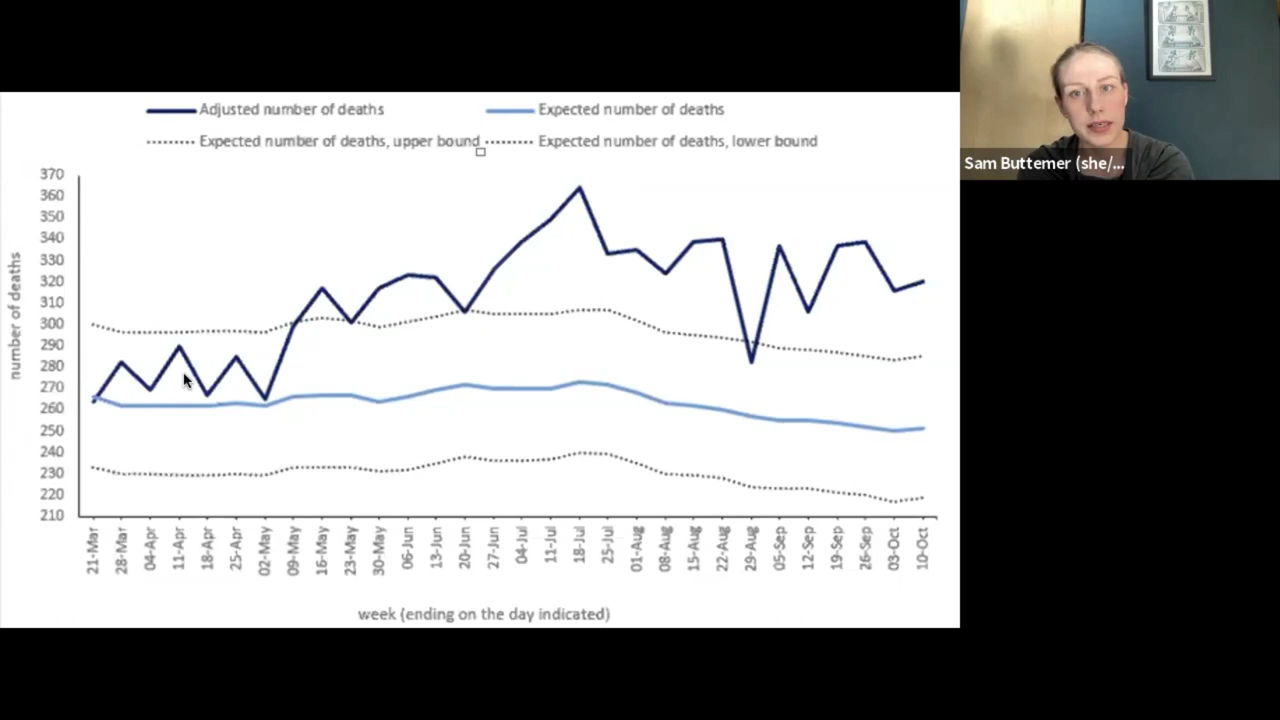 Adjusted number of deaths
Expected number of deaths
Expected number of deaths, upper bound
Expected number of deaths, lower bound
Sam Buttemer (she/...
number of deaths
370
360
350
340
330
320
310
300
290
280
270
260
250
240
230
220
210
21-Mar
28-Mar
04-Apr
11-Apr
18-Apr
25-Apr
02-May
09-May
16-May
23-May
30-May
06-Jun
13-Jun
20-Jun
27-Jun
04-Jul
11-Jul
18-Jul
25-Jul
01-Aug
08-Aug
15-Aug
22-Aug
29-Aug
05-Sep
12-Sep
19-Sep
26-Sep
03-Oct
10-Oct
week (ending on the day indicated)